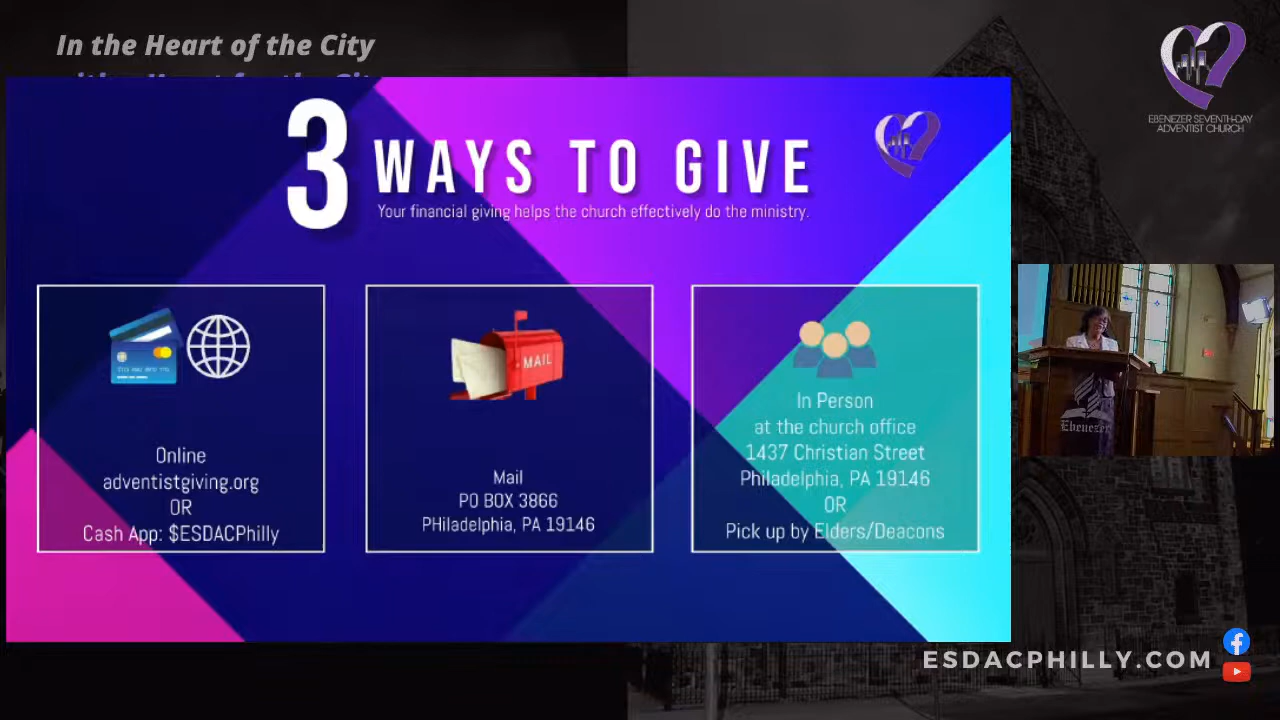 In the Heart of the City
EBENEZER SEVENTH-DAY
ADVENTIST CHURCH
3 WAYS TO GIVE
Your financial giving helps the church effectively do the ministry.
Online
adventistgiving.org
OR
Cash App: $ESDACPhilly
MAIL
Mail
PO BOX 3866
PHiladelphia, PA 19146
In Person
at the church office
1437 Christian Street
Philadelphia, PA 19146
OR
Pick up by Elders/Deacons
Ebenezer
ESDACPHILLY.COM